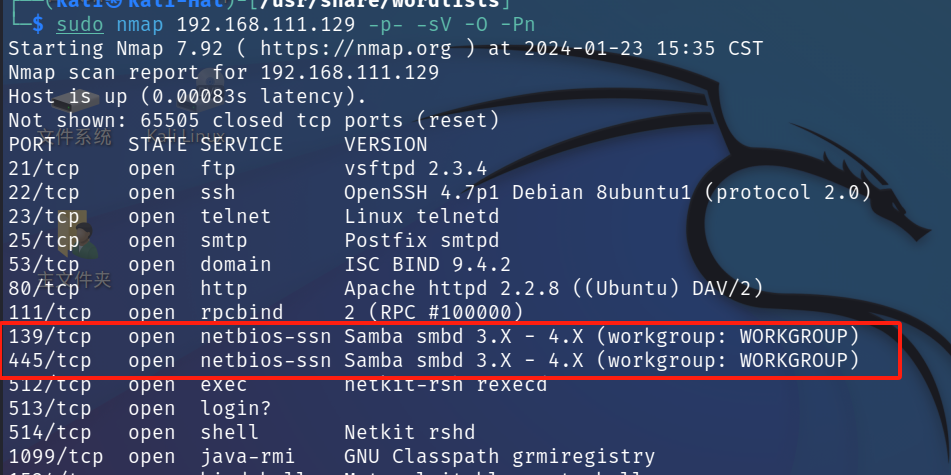 (kali㉿Kali-Hal)-[/usr/share/wordlists]
└─$ sudo nmap 192.168.111.129 -p- -sV -O -Pn
Starting Nmap 7.92 ( https://nmap.org ) at 2024-01-23 15:35 CST
Nmap scan report for 192.168.111.129
Host is up (0.00083s latency).
Not shown: 65505 closed tcp ports (reset)
文件系统 Kali Linux
PORT STATE SERVICE VERSION
21/tcp open ftp vsftpd 2.3.4
22/tcp open ssh OpenSSH 4.7p1 Debian 8ubuntu1 (protocol 2.0)
23/tcp open telnet Linux telnetd
25/tcp open smtp Postfix smtpd
53/tcp open domain ISC BIND 9.4.2
主文件夹
80/tcp open http Apache httpd 2.2.8 ((Ubuntu) DAV/2)
111/tcp open rpcbind 2 (RPC #100000)
139/tcp open netbios-ssn Samba smbd 3.X - 4.X (workgroup: WORKGROUP)
445/tcp open netbios-ssn Samba smbd 3.X - 4.X (workgroup: WORKGROUP)
512/tcp open exec netkit-rsh rexecd
513/tcp open login?
514/tcp open shell Netkit rshd
1099/tcp open java-rmi GNU Classpath grmiregistry